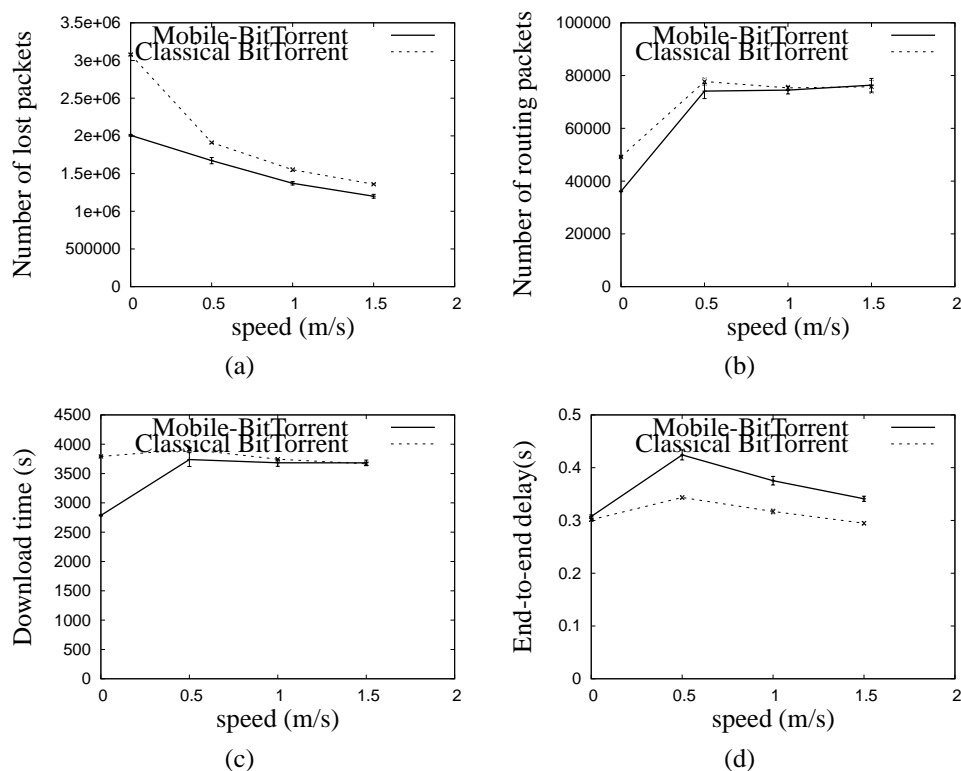 3.5e+06
Mobile-BitTorrent
Classical BitTorrent
3e+06
2.5e+06
2e+06
1.5e+06
1e+06
500000
0
Number of lost packets
0 0.5 1 1.5 2
speed (m/s)
(a)
100000
Mobile-BitTorrent
Classical BitTorrent
80000
60000
40000
20000
0
Number of routing packets
0 0.5 1 1.5 2
speed (m/s)
(b)
4500
Mobile-BitTorrent
4000
Classical BitTorrent
3500
3000
2500
2000
1500
1000
500
0
Download time (s)
0 0.5 1 1.5 2
speed (m/s)
(c)
0.5
Mobile-BitTorrent
Classical BitTorrent
0.4
0.3
0.2
0.1
0
End-to-end delay(s)
0 0.5 1 1.5 2
speed (m/s)
(d)